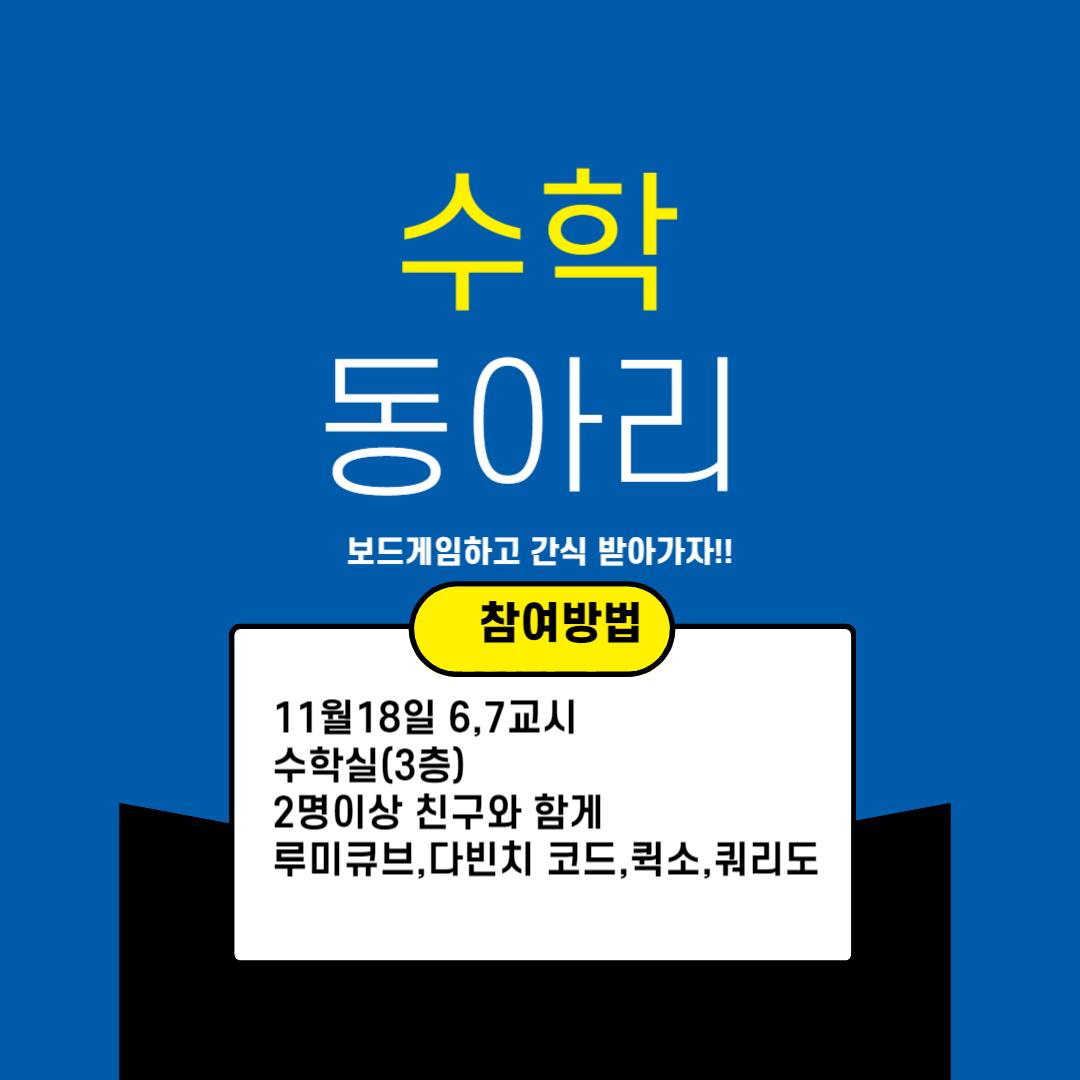 수학
동아리
보드게임하고 간식 받아가자!!
참여방법
11월18일 6,7교시
수학실(3층)
2명이상 친구와 함게
루미큐브,다빈치 코드,퀵소,쿼리도